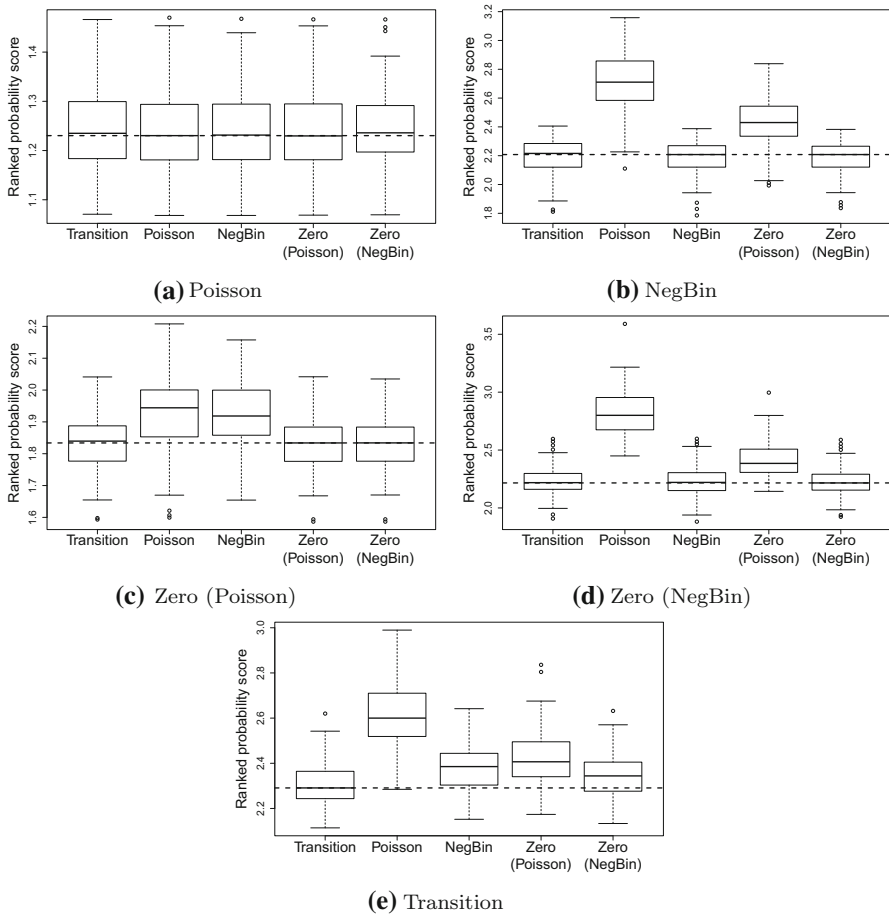 Ranked probability score
1.1 1.2 1.3 1.4
Transition Poisson NegBin Zero Zero
(Poisson) (NegBin)
(a) Poisson
Ranked probability score
1.8 2.0 2.2 2.4 2.6 2.8 3.0 3.2
Transition Poisson NegBin Zero Zero
(Poisson) (NegBin)
(b) NegBin
Ranked probability score
1.6 1.7 1.8 1.9 2.0 2.1 2.2
Transition Poisson NegBin Zero Zero
(Poisson) (NegBin)
(c) Zero (Poisson)
Ranked probability score
2.0 2.5 3.0 3.5
Transition Poisson NegBin Zero Zero
(Poisson) (NegBin)
(d) Zero (NegBin)
Ranked probability score
2.2 2.4 2.6 2.8 3.0
Transition Poisson NegBin Zero Zero
(Poisson) (NegBin)
(e) Transition